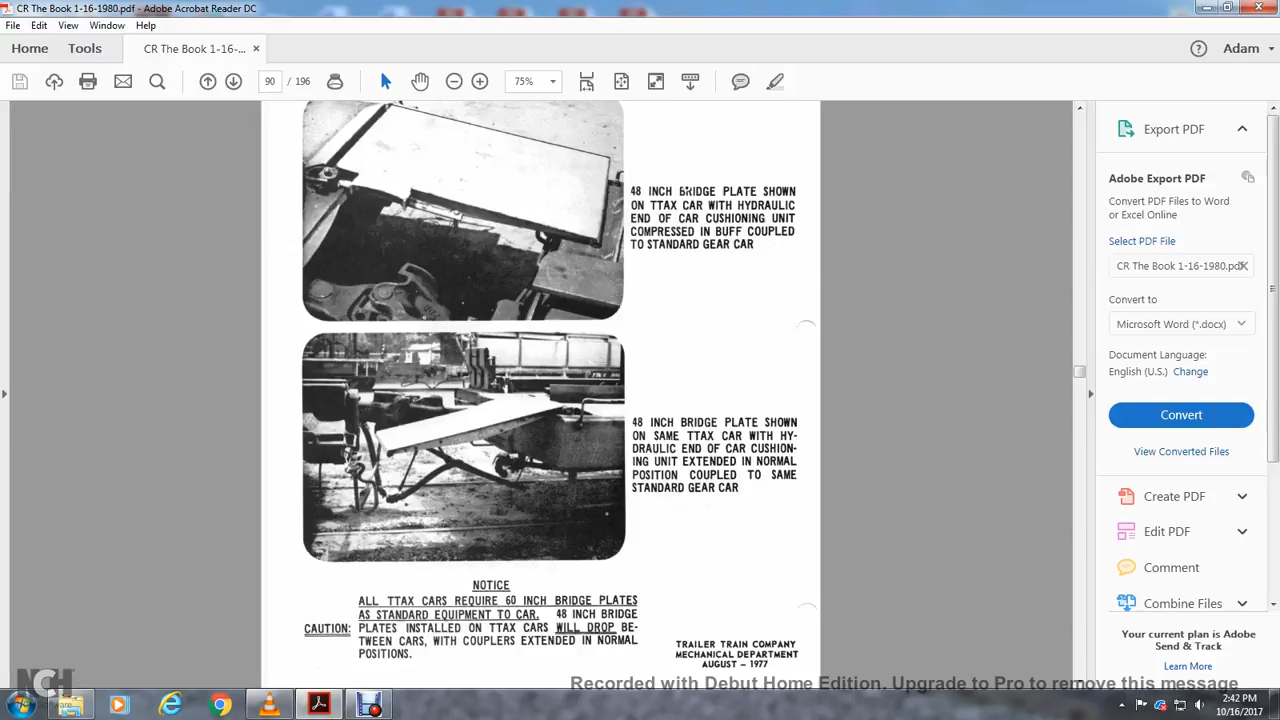 CR The Book 1-16-1980.pdf - Adobe Acrobat Reader DC
File Edit View Window Help
Home Tools CR The Book 1-16-... ×
Adam
90 / 196 75%
48 INCH BRIDGE PLATE SHOWN
ON TTAX CAR WITH HYDRAULIC
END OF CAR CUSHIONING UNIT
COMPRESSED IN BUFF COUPLED
TO STANDARD GEAR CAR
48 INCH BRIDGE PLATE SHOWN
ON SAME TTAX CAR WITH HY-
DRAULIC END OF CAR CUSHION-
ING UNIT EXTENDED IN NORMAL
POSITION COUPLED TO SAME
STANDARD GEAR CAR
NOTICE
ALL TTAX CARS REQUIRE 60 INCH BRIDGE PLATES
AS STANDARD EQUIPMENT TO CAR. 48 INCH BRIDGE
CAUTION: PLATES INSTALLED ON TTAX CARS WILL DROP BE-
TWEEN CARS, WITH COUPLERS EXTENDED IN NORMAL
POSITIONS.
TRAILER TRAIN COMPANY
MECHANICAL DEPARTMENT
AUGUST - 1977
Export PDF
Adobe Export PDF
Convert PDF Files to Word
or Excel Online
Select PDF File
CR The Book 1-16-1980.pdf
Convert to
Microsoft Word (*.docx)
Document Language:
English (U.S.) Change
Convert
View Converted Files
Create PDF
Edit PDF
Comment
Combine Files
Your current plan is Adobe
Send & Track
Learn More
NCH
ware
Recorded with Debut Home Edition. Upgrade to Pro to remove this message
2:42 PM
10/16/2017